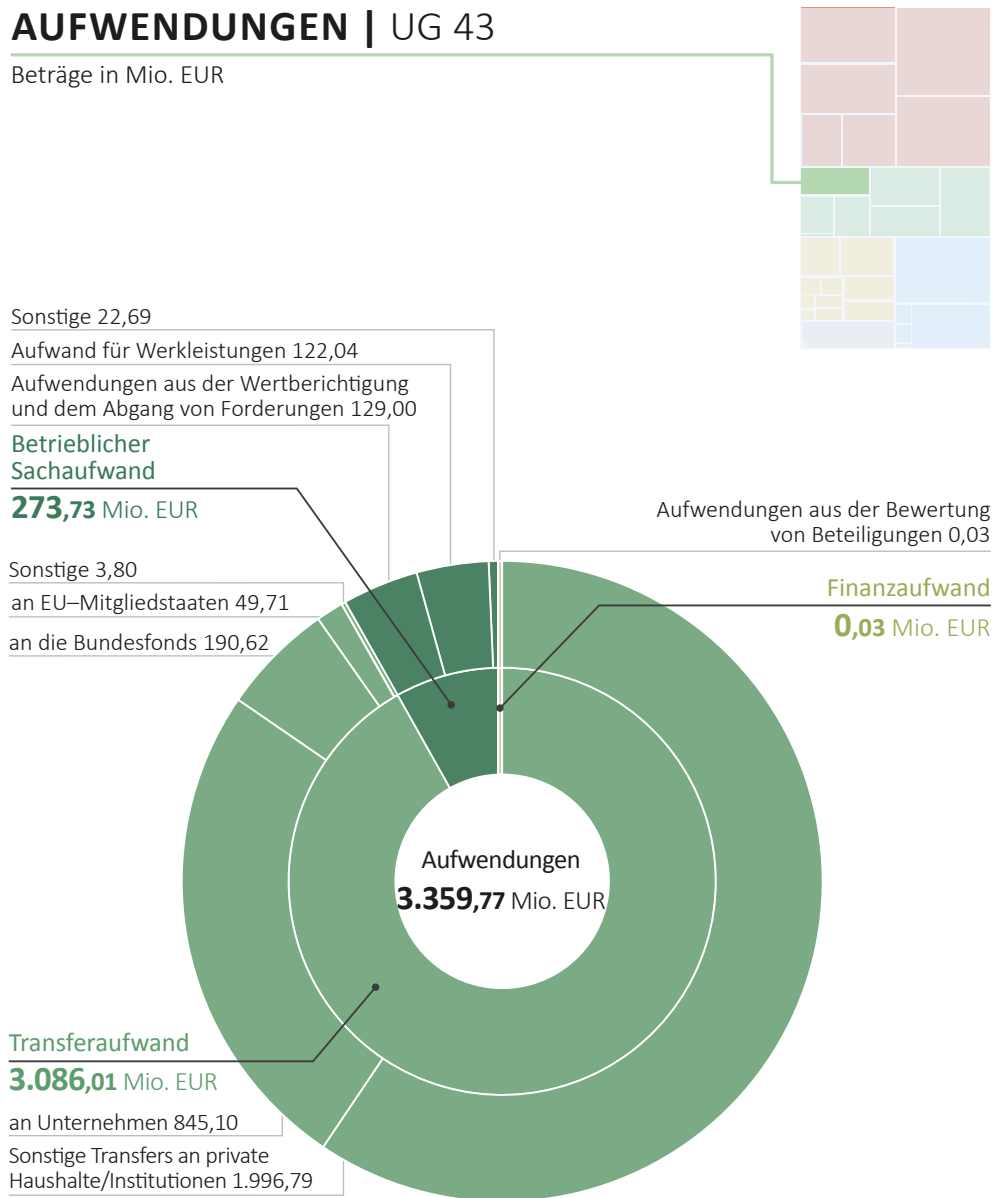 AUFWENDUNGEN | UG 43
Beträge in Mio. EUR
Sonstige 22,69
Aufwand für Werkleistungen 122,04
Aufwendungen aus der Wertberichtigung
und dem Abgang von Forderungen 129,00
Betrieblicher
Sachaufwand
273,73 Mio. EUR
Aufwendungen aus der Bewertung
von Beteiligungen 0,03
Finanzaufwand
0,03 Mio. EUR
Sonstige 3,80
an EU–Mitgliedstaaten 49,71
an die Bundesfonds 190,62
Aufwendungen
3.359,77 Mio. EUR
Transferaufwand
3.086,01 Mio. EUR
an Unternehmen 845,10
Sonstige Transfers an private
Haushalte/Institutionen 1.996,79